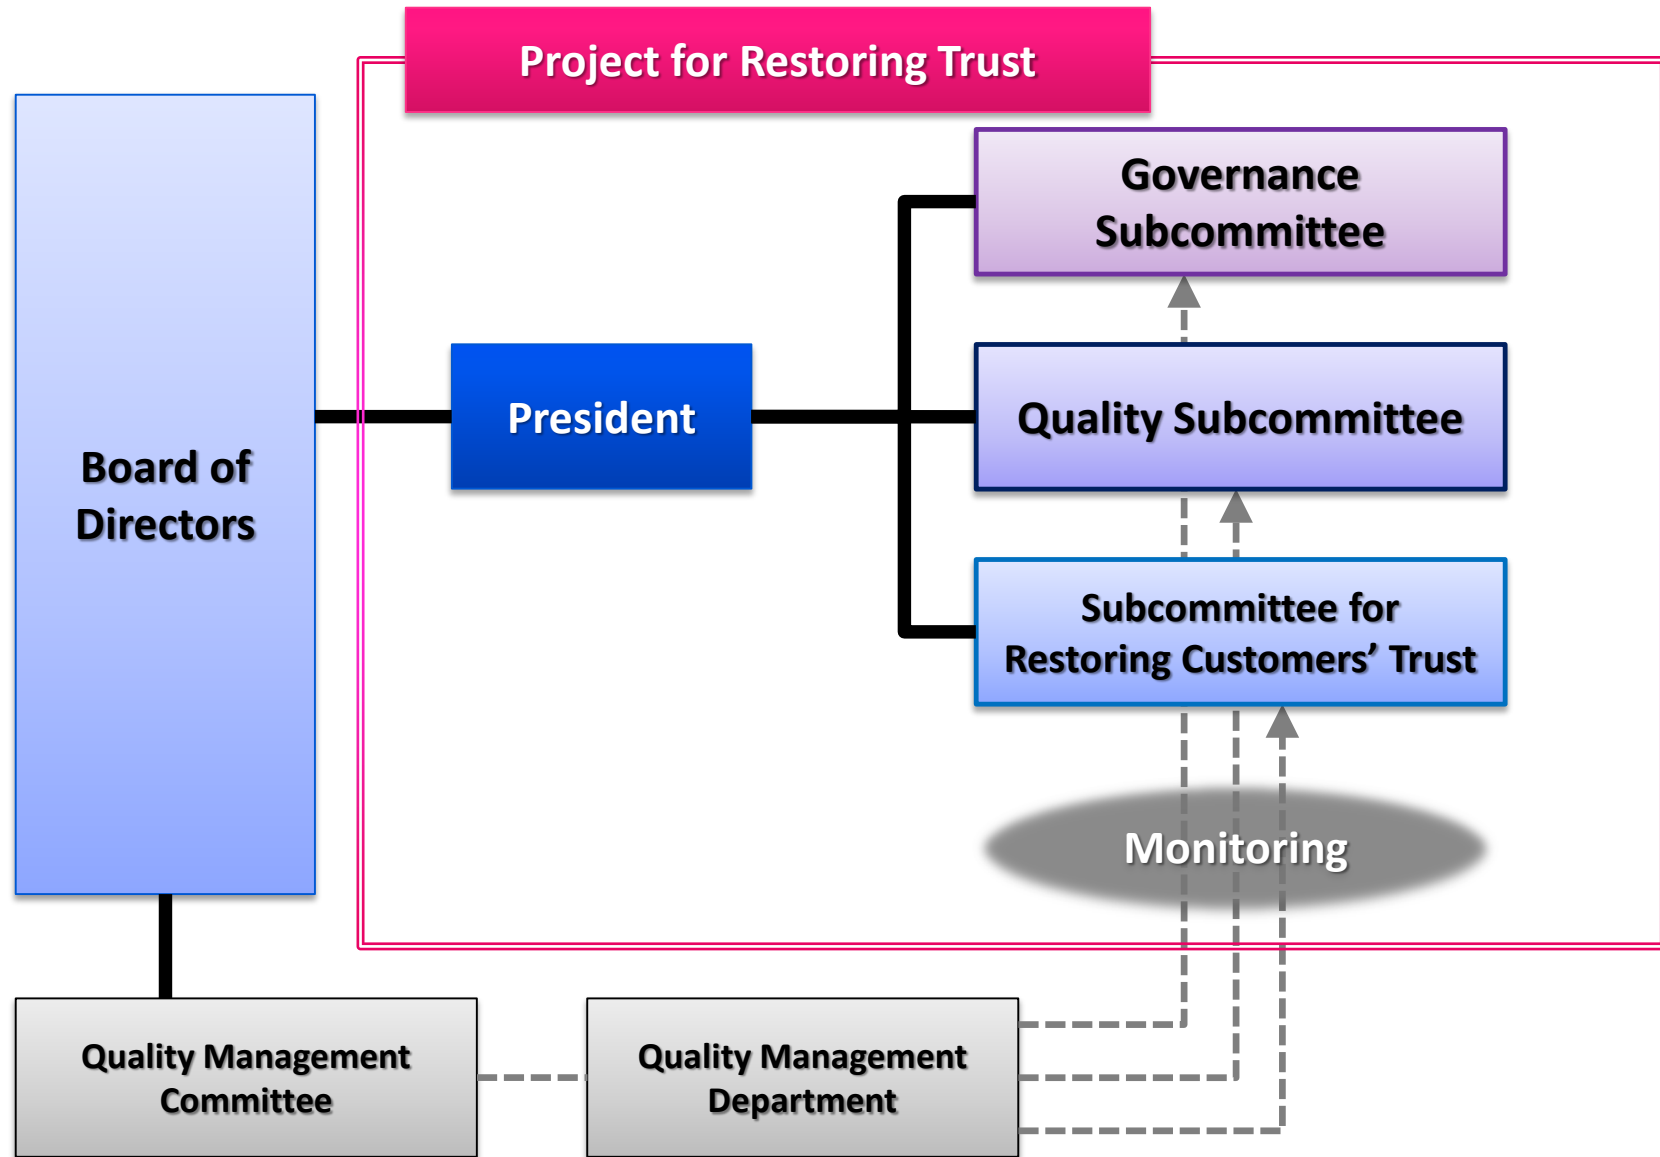 Project for Restoring Trust
Board of
Directors
President
Governance
Subcommittee
Quality Subcommittee
Subcommittee for
Restoring Customers’ Trust
Monitoring
Quality Management
Committee
Quality Management
Department